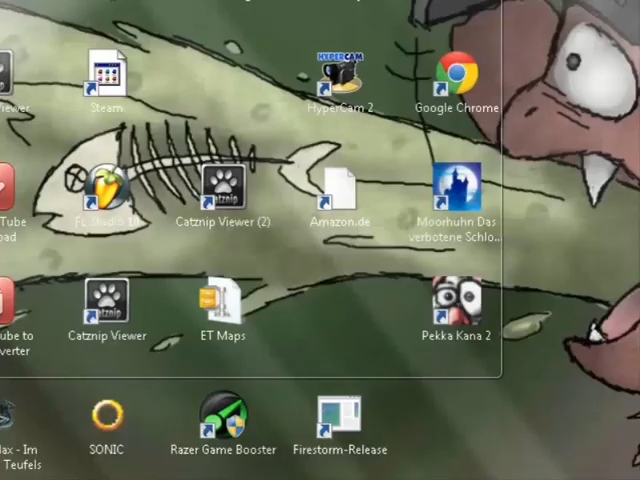 Viewer
Steam
HYPERCAM
HyperCam 2
Google Chrome
Tube
oad
FL Studio 10
catznip
Catznip Viewer (2)
Amazon.de
Moorhuhn Das
verbotene Schlo...
ube to
verter
catznip
Catznip Viewer
ET Maps
Pekka Kana 2
ax - Im
Teufels
SONIC
Razer Game Booster
Firestorm-Release